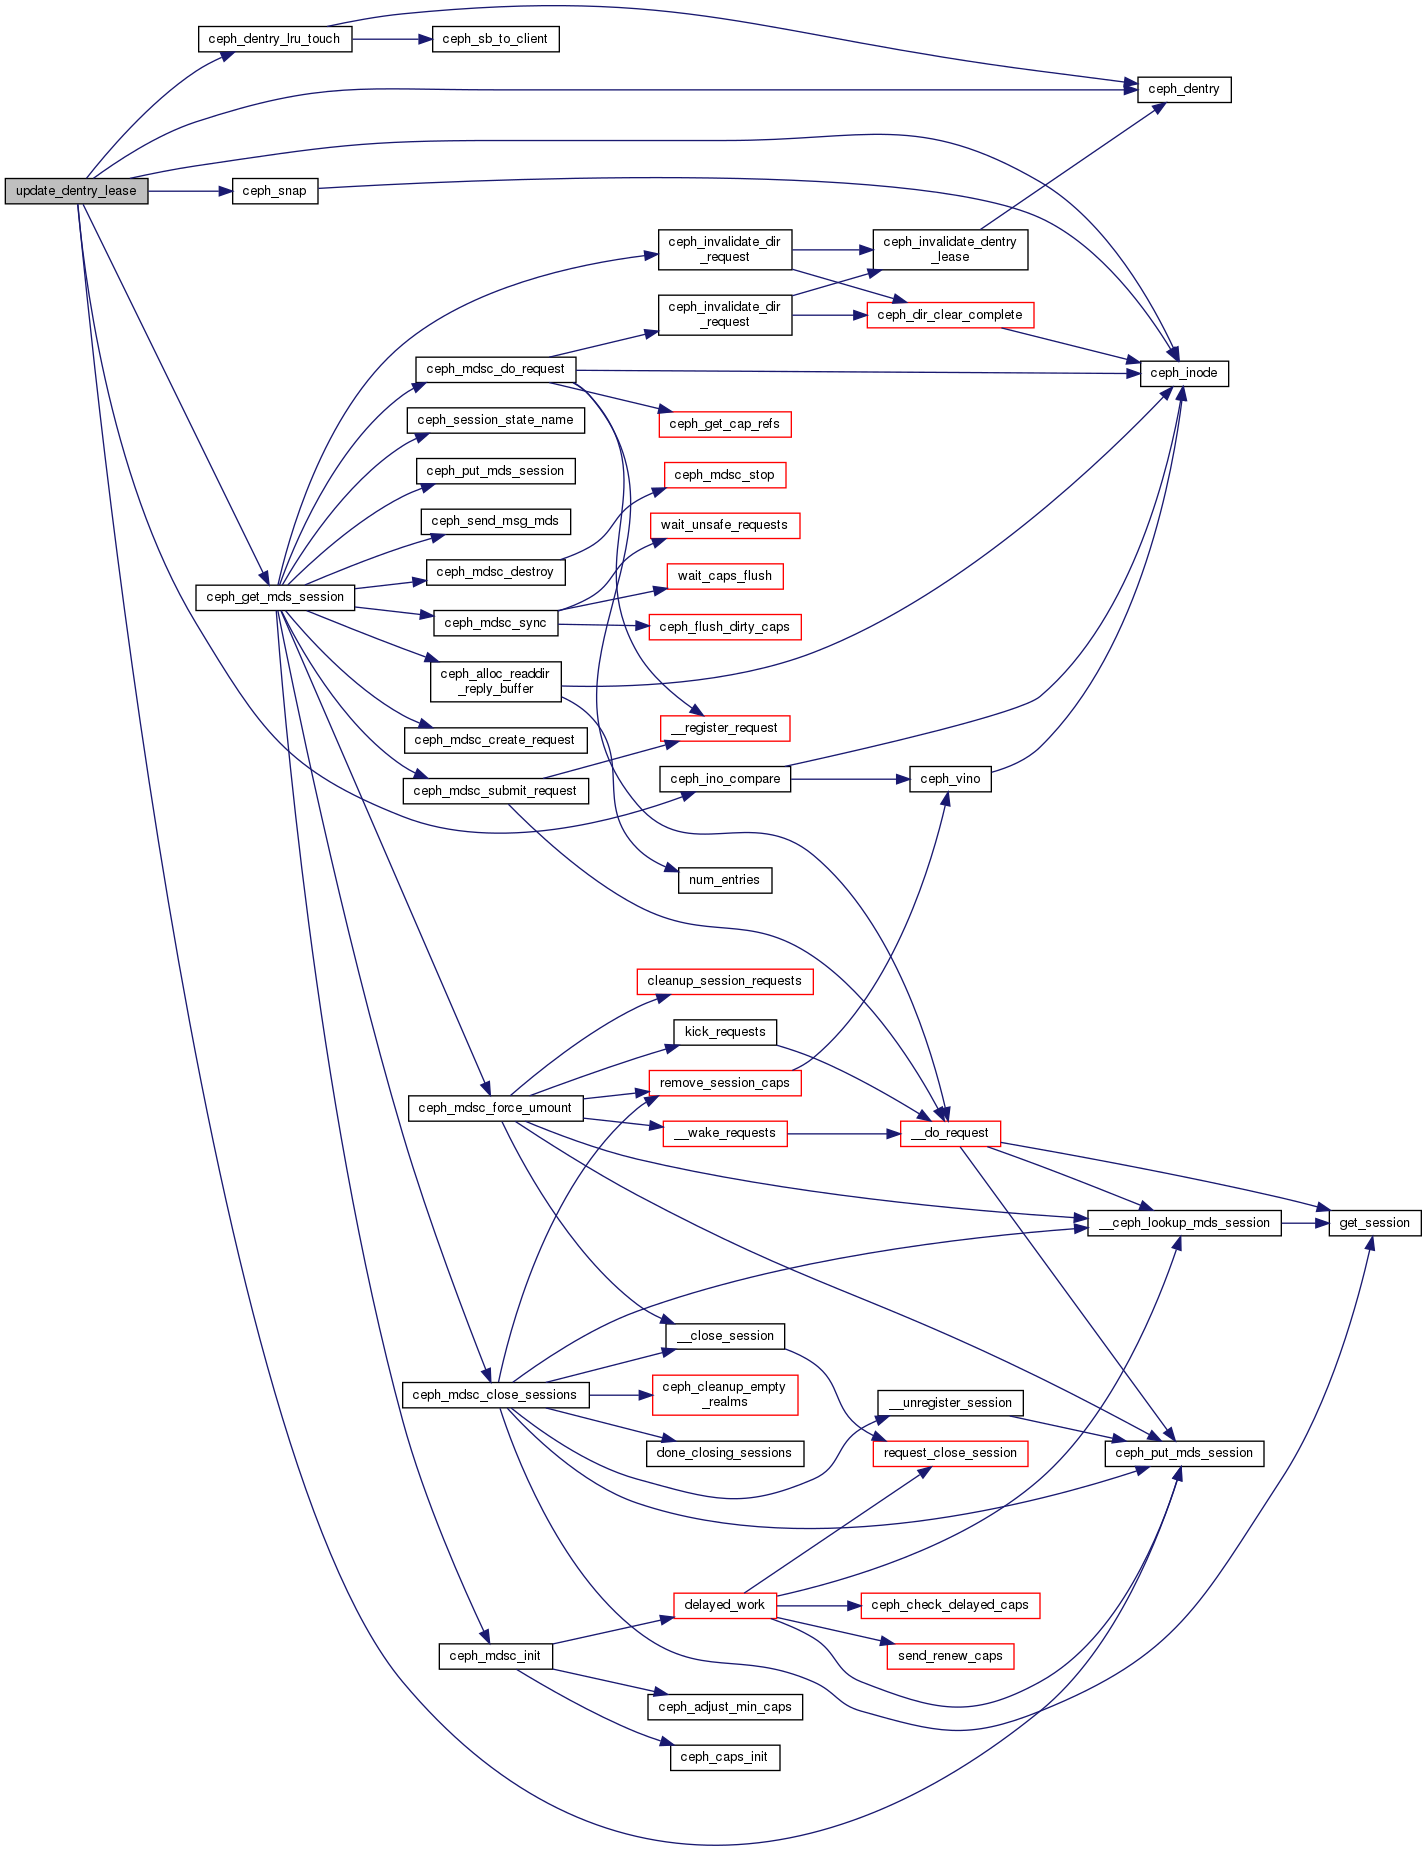 ceph_dentry_lru_touch
ceph_sb_to_client
ceph_dentry
update_dentry_lease
ceph_snap
ceph_invalidate_dir
_request
ceph_invalidate_dentry
_lease
ceph_invalidate_dir
_request
ceph_dir_clear_complete
ceph_mdsc_do_request
ceph_inode
ceph_session_state_name
ceph_get_cap_refs
ceph_put_mds_session
ceph_mdsc_stop
ceph_send_msg_mds
wait_unsafe_requests
ceph_mdsc_destroy
wait_caps_flush
ceph_get_mds_session
ceph_mdsc_sync
ceph_flush_dirty_caps
ceph_alloc_readdir
_reply_buffer
ceph_mdsc_create_request
__register_request
ceph_mdsc_submit_request
ceph_ino_compare
ceph_vino
num_entries
cleanup_session_requests
kick_requests
remove_session_caps
ceph_mdsc_force_umount
__wake_requests
__do_request
__ceph_lookup_mds_session
get_session
__close_session
ceph_mdsc_close_sessions
ceph_cleanup_empty
_realms
__unregister_session
done_closing_sessions
request_close_session
ceph_put_mds_session
delayed_work
ceph_check_delayed_caps
ceph_mdsc_init
send_renew_caps
ceph_adjust_min_caps
ceph_caps_init